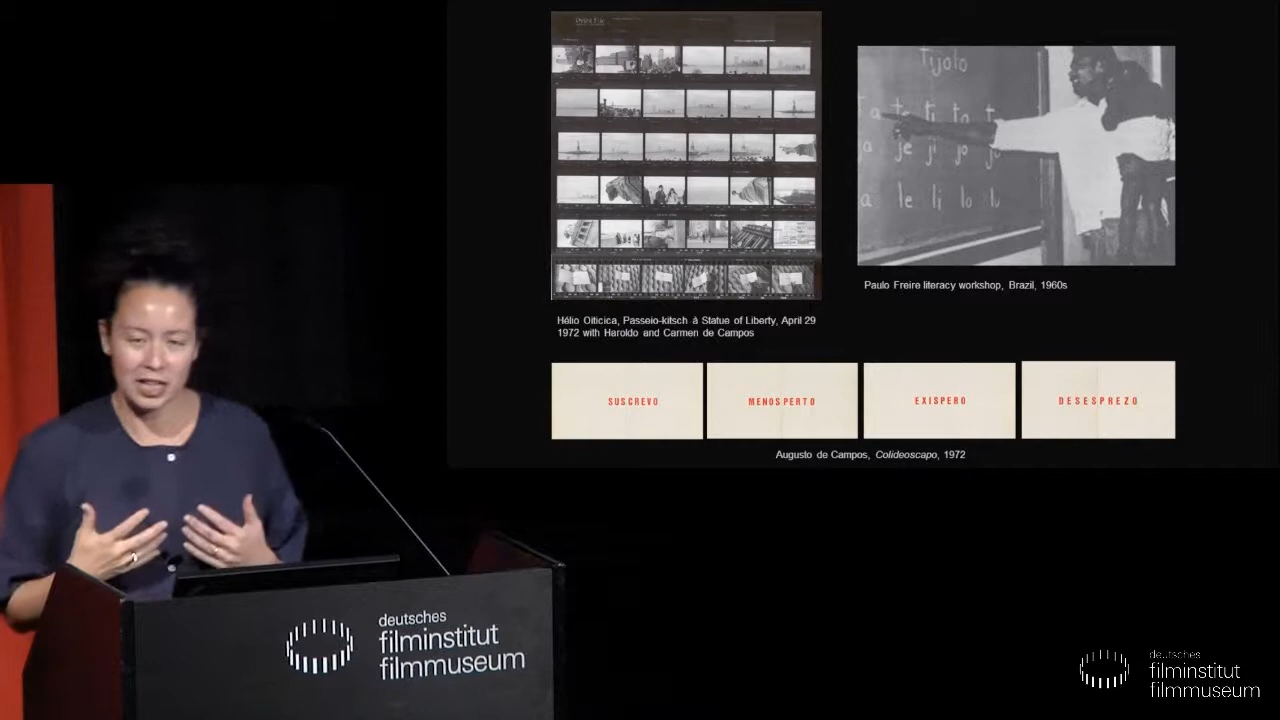 Tijolo
ta te ti to t
ja je ji jo ju
la le li lo lu
Hélio Oiticica, Passeio-kitsch à Statue of Liberty, April 29
1972 with Haroldo and Carmen de Campos
Paulo Freire literacy workshop, Brazil, 1960s
SUSCREVO
MENOSPERTO
EXISPERO
DESESPREZO
Augusto de Campos, Colideoscapo, 1972
deutsches
filminstitut
filmmuseum
deutsches
filminstitut
filmmuseum